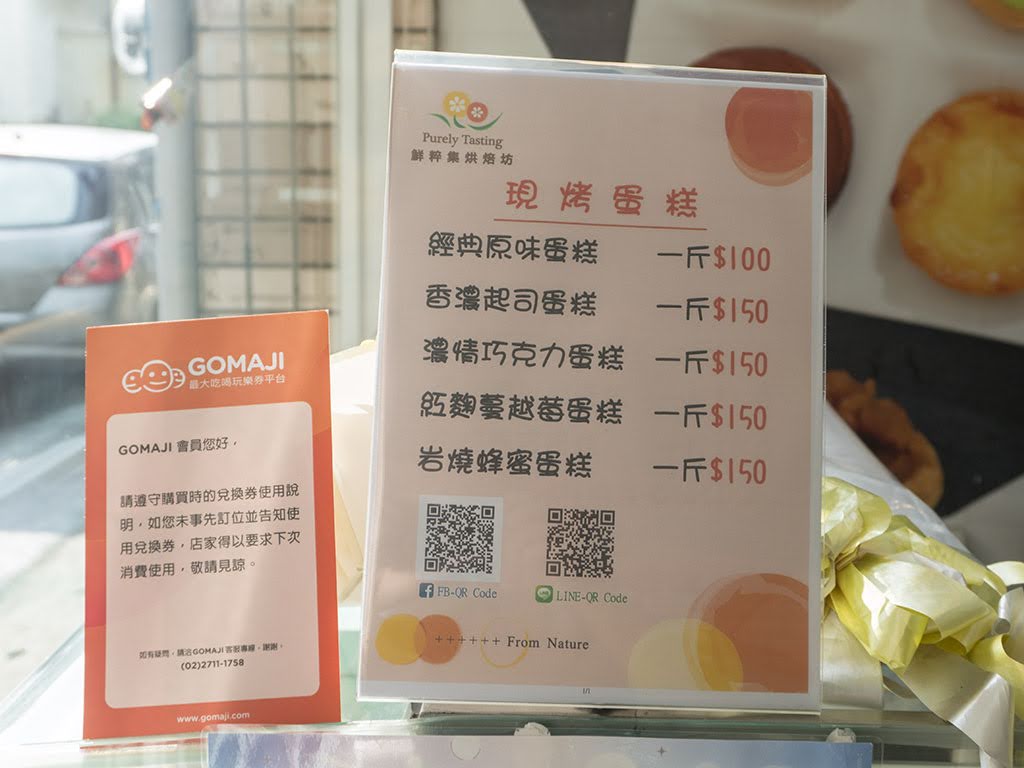 GOMAJI
最大吃喝玩樂券平台
GOMAJI 會員您好，
請遵守購買時的兌換券使用說
明，如您未事先訂位並告知使
用兌換券，店家得以要求下次
消費使用，敬請見諒。
如有疑問，請洽GOMAJI 客服專線，謝謝。
(02)2711-1758
www.gomaji.com
Purely Tasting
鮮粹集烘焙坊
現烤蛋糕
經典原味蛋糕 一斤$100
香濃起司蛋糕 一斤$150
濃情巧克力蛋糕 一斤$150
紅麴蔓越莓蛋糕 一斤$150
岩燒蜂蜜蛋糕 一斤$150
FB-QR Code
LINE-QR Code
++++++ From Nature
1/1